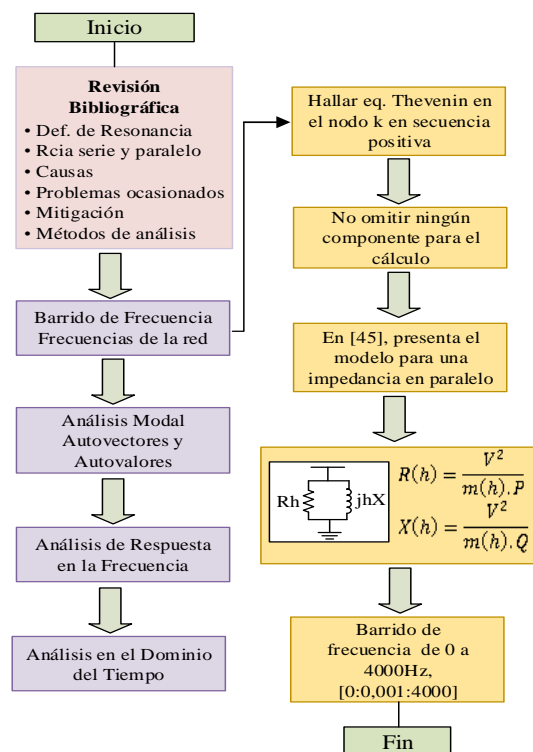 Inicio
Revisión
Bibliográfica
• Def. de Resonancia
• Rcia serie y paralelo
• Causas
• Problemas ocasionados
• Mitigación
• Métodos de análisis
Barrido de Frecuencia
Frecuencias de la red
Análisis Modal
Autovectores y
Autovalores
Análisis de Respuesta
en la Frecuencia
Análisis en el Dominio
del Tiempo
Hallar eq. Thevenin en
el nodo k en secuencia
positiva
No omitir ningún
componente para el
cálculo
En [45], presenta el
modelo para una
impedancia en paralelo
Rh
jhX
R(h) = V² / m(h).P
X(h) = V² / m(h).Q
Barrido de
frecuencia de 0 a
4000Hz,
[0:0,001:4000]
Fin